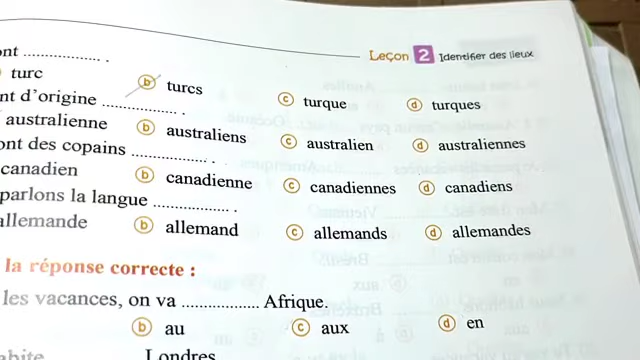 Leçon 2 Identifier des lieux
nt .................... .
turc ⓑ turcs ⓒ turque ⓓ turques
nt d'origine .................... .
australienne ⓑ australiens ⓒ australien ⓓ australiennes
ont des copains .................... .
canadien ⓑ canadienne ⓒ canadiennes ⓓ canadiens
parlons la langue .................... .
allemande ⓑ allemand ⓒ allemands ⓓ allemandes
la réponse correcte :
les vacances, on va .................... Afrique.
ⓑ au ⓒ aux ⓓ en
abite Londres